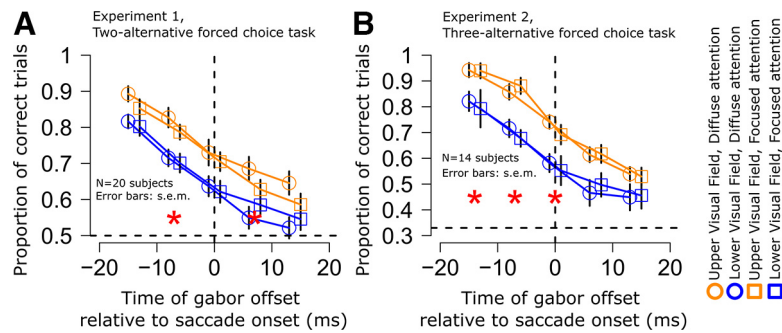 A
Experiment 1,
Two-alternative forced choice task
Proportion of correct trials
1
0.9
0.8
0.7
0.6
0.5
N=20 subjects
Error bars: s.e.m.
*
*
−20
−10
0
10
20
Time of gabor offset
relative to saccade onset (ms)
B
Experiment 2,
Three-alternative forced choice task
Proportion of correct trials
1
0.9
0.8
0.7
0.6
0.5
0.4
0.3
N=14 subjects
Error bars: s.e.m.
* * *
−20
−10
0
10
20
Time of gabor offset
relative to saccade onset (ms)
Upper Visual Field, Diffuse attention
Lower Visual Field, Diffuse attention
Upper Visual Field, Focused attention
Lower Visual Field, Focused attention